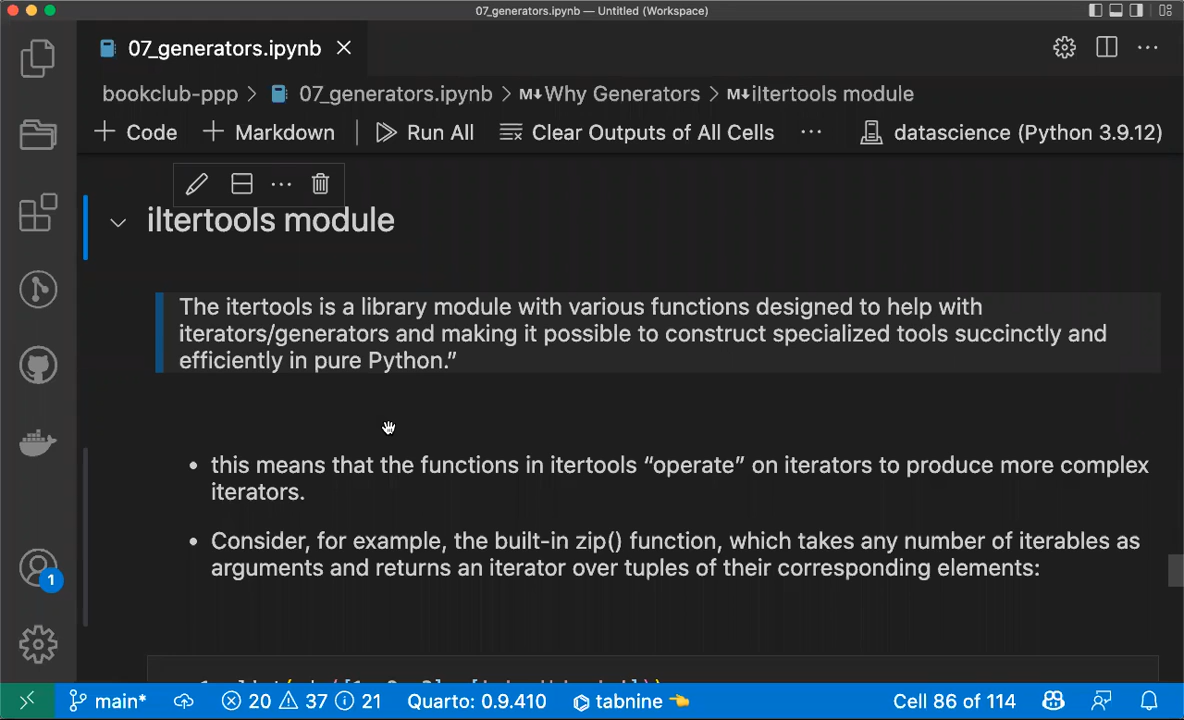 07_generators.ipynb — Untitled (Workspace)
07_generators.ipynb
bookclub-ppp > 07_generators.ipynb > M↓Why Generators > M↓iltertools module
+ Code + Markdown | Run All Clear Outputs of All Cells ··· datascience (Python 3.9.12)
iltertools module
The itertools is a library module with various functions designed to help with
iterators/generators and making it possible to construct specialized tools succinctly and
efficiently in pure Python.”
• this means that the functions in itertools “operate” on iterators to produce more complex
iterators.
• Consider, for example, the built-in zip() function, which takes any number of iterables as
arguments and returns an iterator over tuples of their corresponding elements:
1
main* 20 37 21 Quarto: 0.9.410 tabnine 👈 Cell 86 of 114